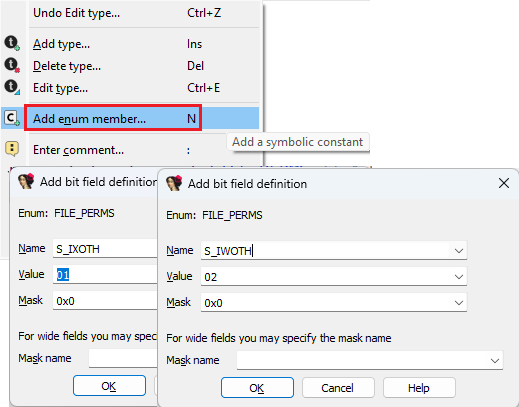 Undo Edit type... Ctrl+Z
Add type... Ins
Delete type... Del
Edit type... Ctrl+E
Add enum member... N
Add a symbolic constant
Enter comment... :
Add bit field definition
Enum: FILE_PERMS
Name S_IXOTH
Value 01
Mask 0x0
For wide fields you may speci
Mask name
OK
Add bit field definition
Enum: FILE_PERMS
Name S_IWOTH
Value 02
Mask 0x0
For wide fields you may specify the mask name
Mask name
OK Cancel Help